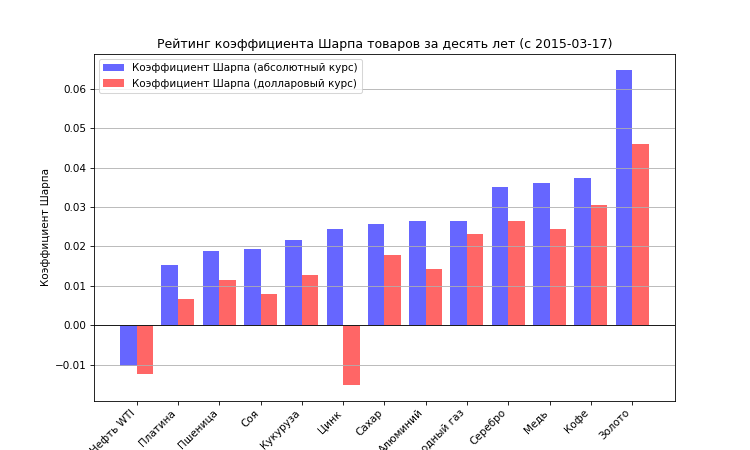 Рейтинг коэффициента Шарпа товаров за десять лет (с 2015-03-17)
Коэффициент Шарпа (абсолютный курс)
Коэффициент Шарпа (долларовый курс)
Коэффициент Шарпа
0.06
0.05
0.04
0.03
0.02
0.01
0.00
−0.01
Нефть WTI
Платина
Пшеница
Соя
Кукуруза
Цинк
Сахар
Алюминий
одный газ
Серебро
Медь
Кофе
Золото